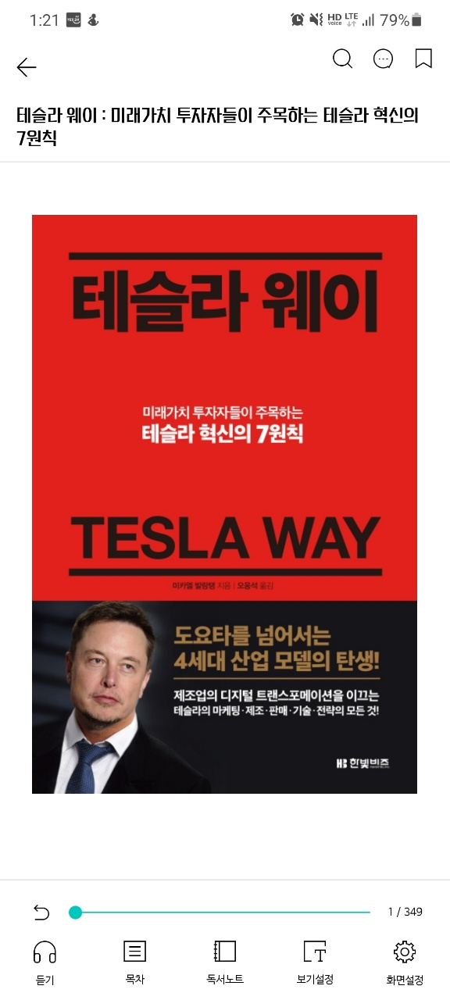 1:21 HD voice LTE 79%
테슬라 웨이 : 미래가치 투자자들이 주목하는 테슬라 혁신의
7원칙
테슬라 웨이
미래가치 투자자들이 주목하는
테슬라 혁신의 7원칙
TESLA WAY
미카엘 발랑탱 지음 | 오웅석 옮김
도요타를 넘어서는
4세대 산업 모델의 탄생!
제조업의 디지털 트랜스포메이션을 이끄는
테슬라의 마케팅·제조·판매·기술·전략의 모든 것!
HB 한빛비즈
1 / 349
듣기 목차 독서노트 보기설정 화면설정